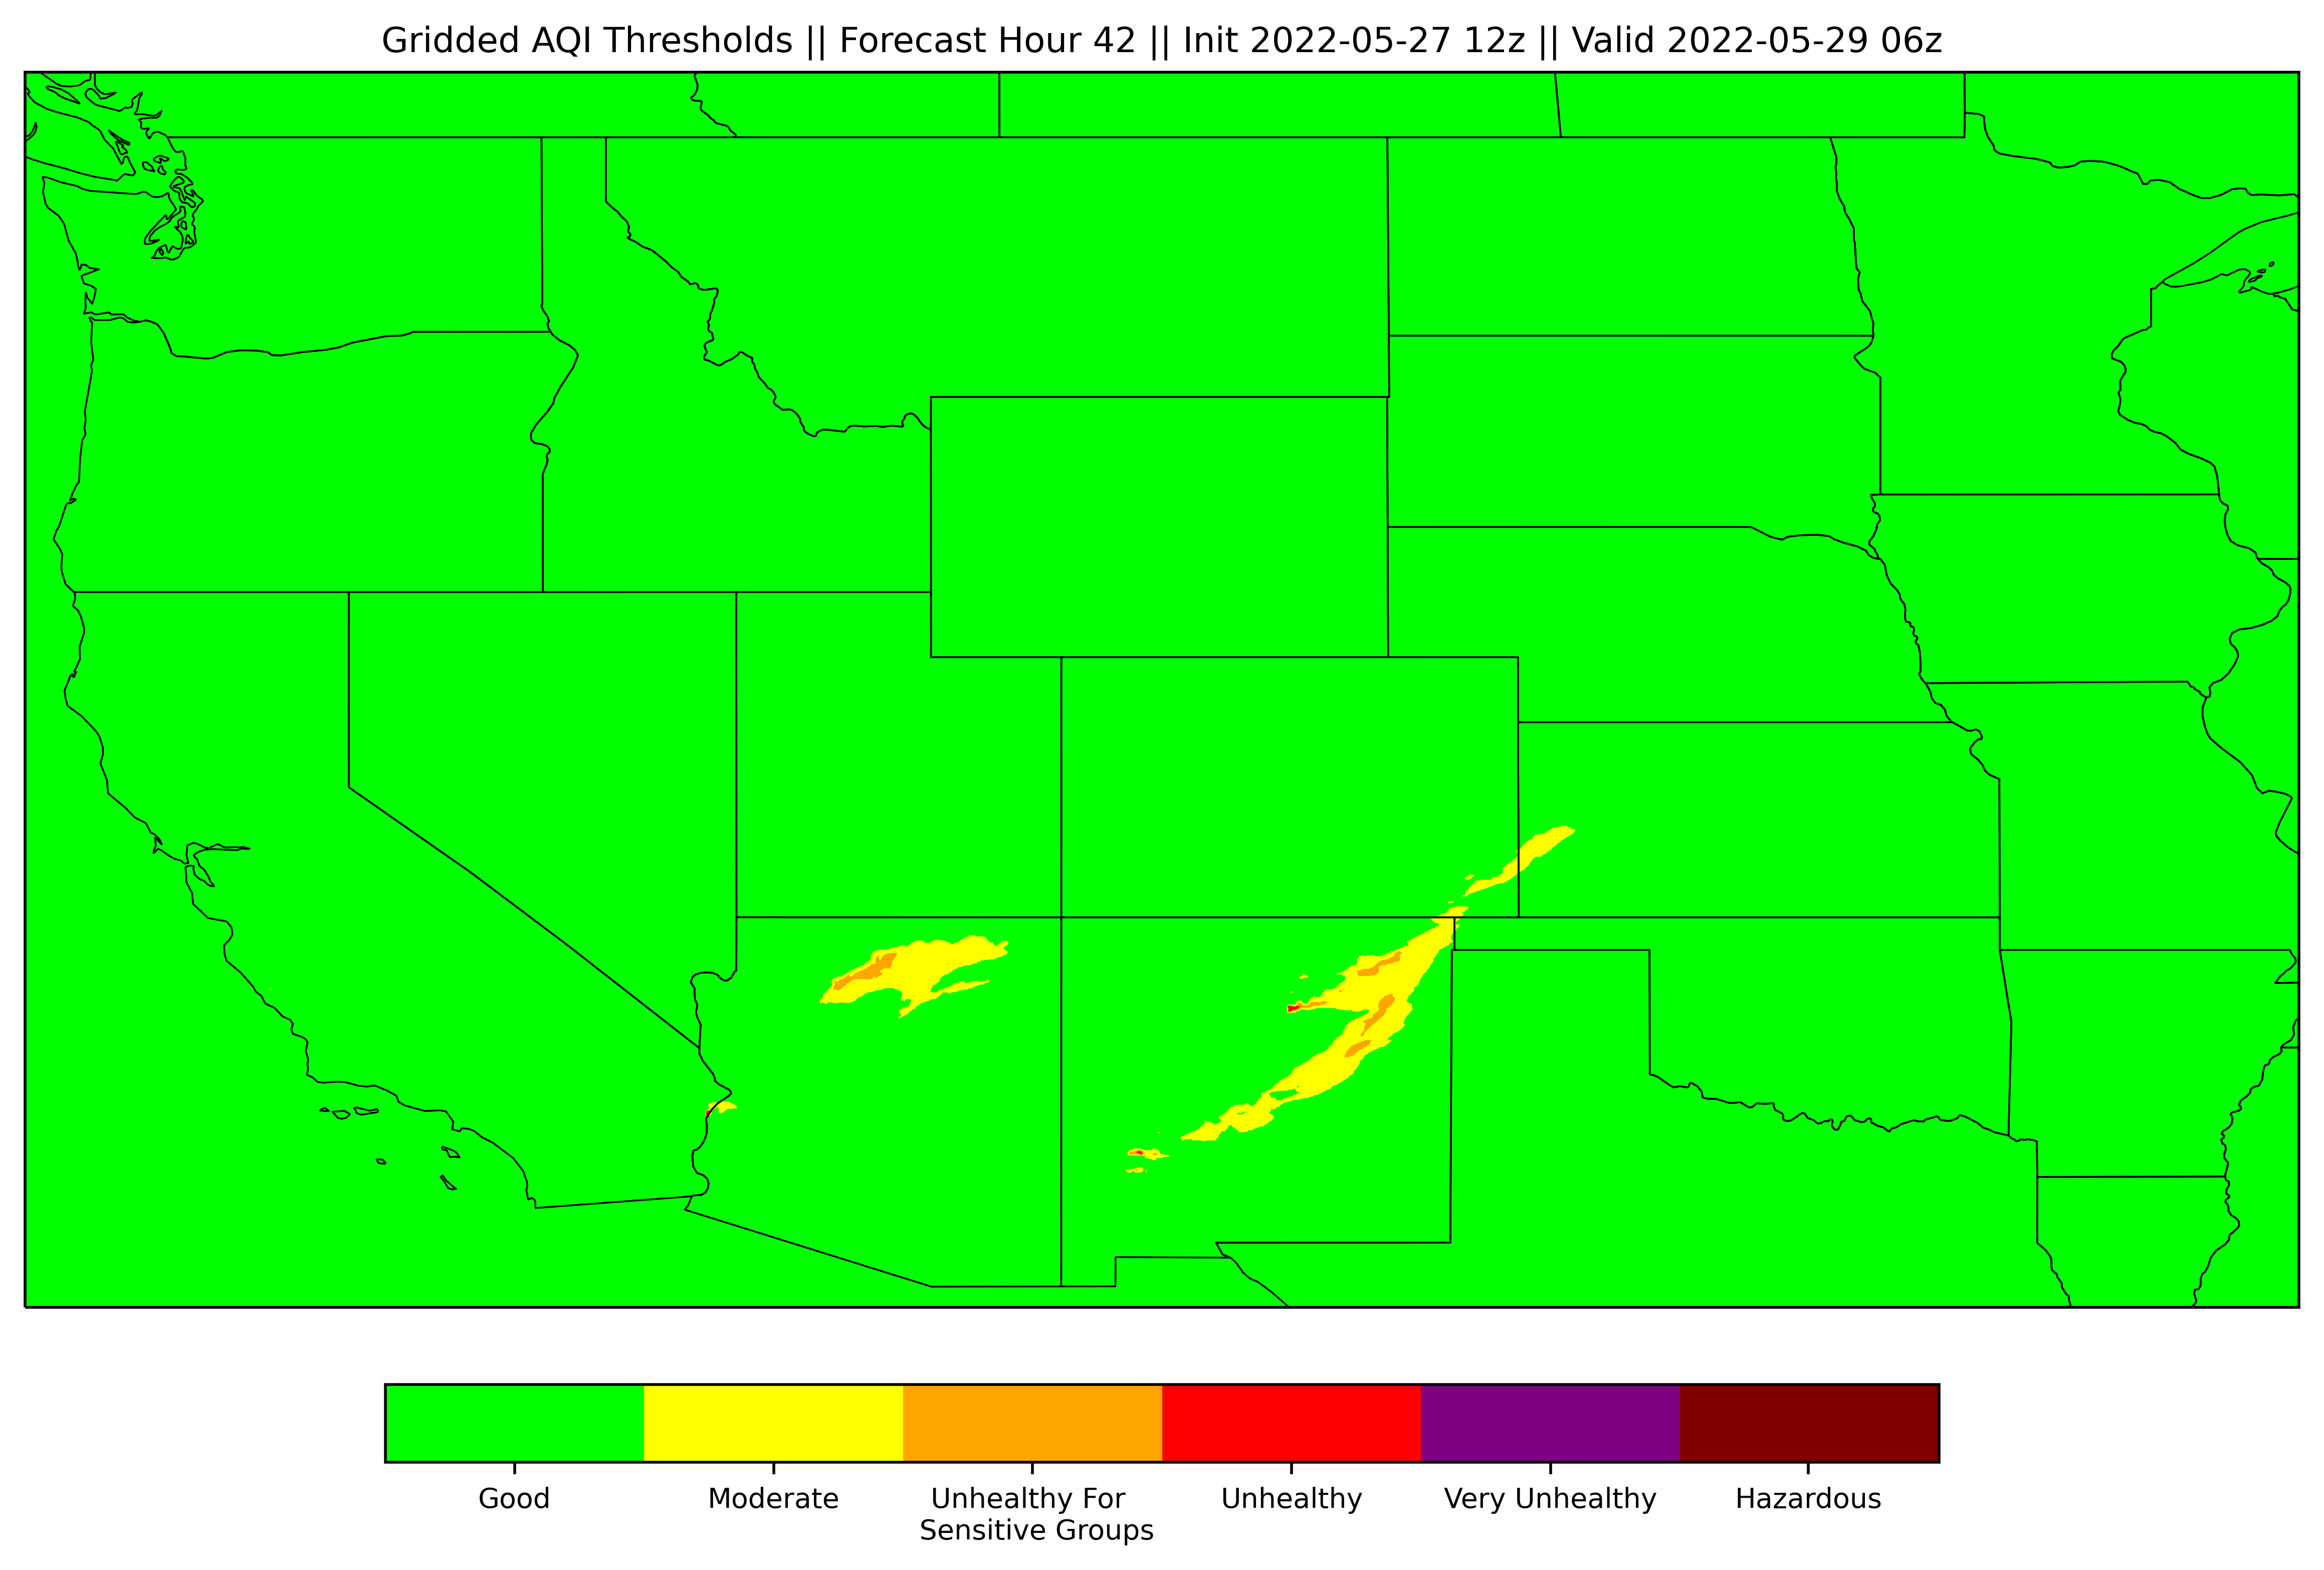 Gridded AQI Thresholds || Forecast Hour 42 || Init 2022-05-27 12z || Valid 2022-05-29 06z
Good
Moderate
Unhealthy For
Sensitive Groups
Unhealthy
Very Unhealthy
Hazardous